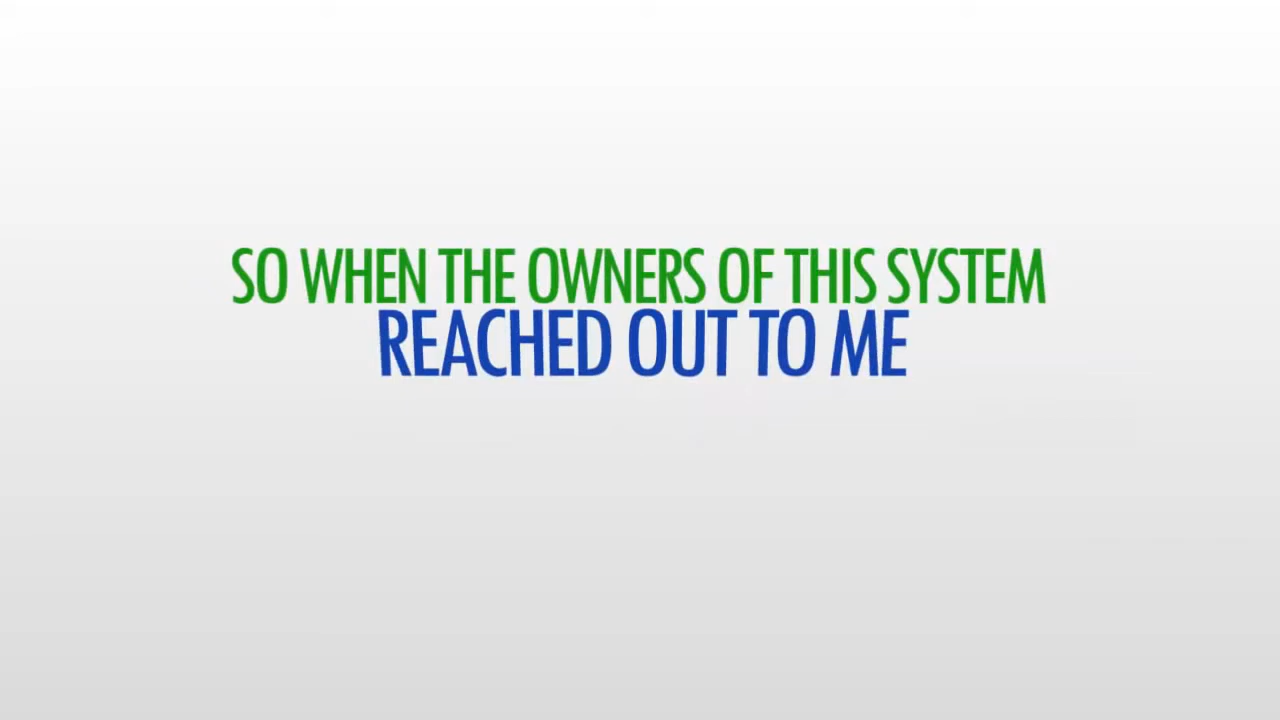 SO WHEN THE OWNERS OF THIS SYSTEM
REACHED OUT TO ME